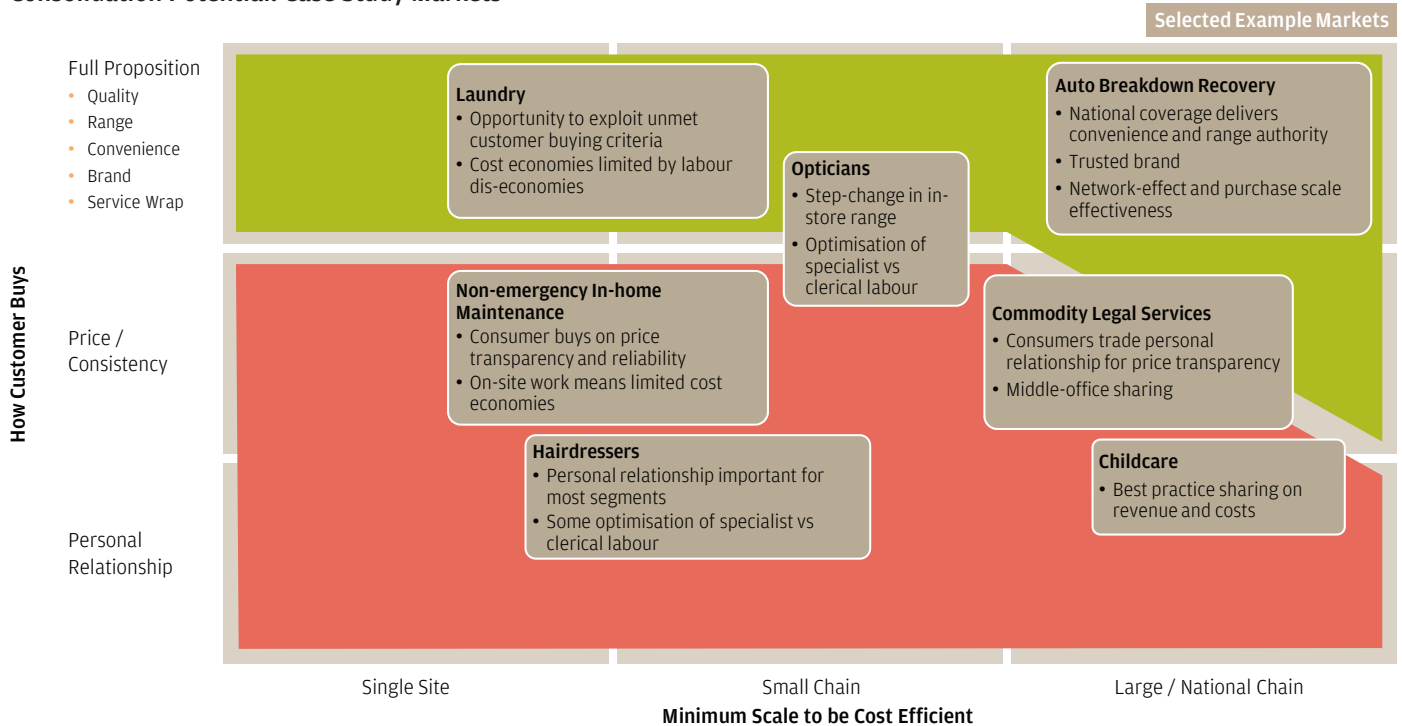 Consolidation Potential: Case Study Markets
Selected Example Markets
Full Proposition
• Quality
• Range
• Convenience
• Brand
• Service Wrap
Laundry
• Opportunity to exploit unmet
customer buying criteria
• Cost economies limited by labour
dis-economies
Opticians
• Step-change in in-
store range
• Optimisation of
specialist vs
clerical labour
Auto Breakdown Recovery
• National coverage delivers
convenience and range authority
• Trusted brand
• Network-effect and purchase scale
effectiveness
How Customer Buys
Price /
Consistency
Non-emergency In-home
Maintenance
• Consumer buys on price
transparency and reliability
• On-site work means limited cost
economies
Commodity Legal Services
• Consumers trade personal
relationship for price transparency
• Middle-office sharing
Personal
Relationship
Hairdressers
• Personal relationship important for
most segments
• Some optimisation of specialist vs
clerical labour
Childcare
• Best practice sharing on
revenue and costs
Single Site
Small Chain
Large / National Chain
Minimum Scale to be Cost Efficient